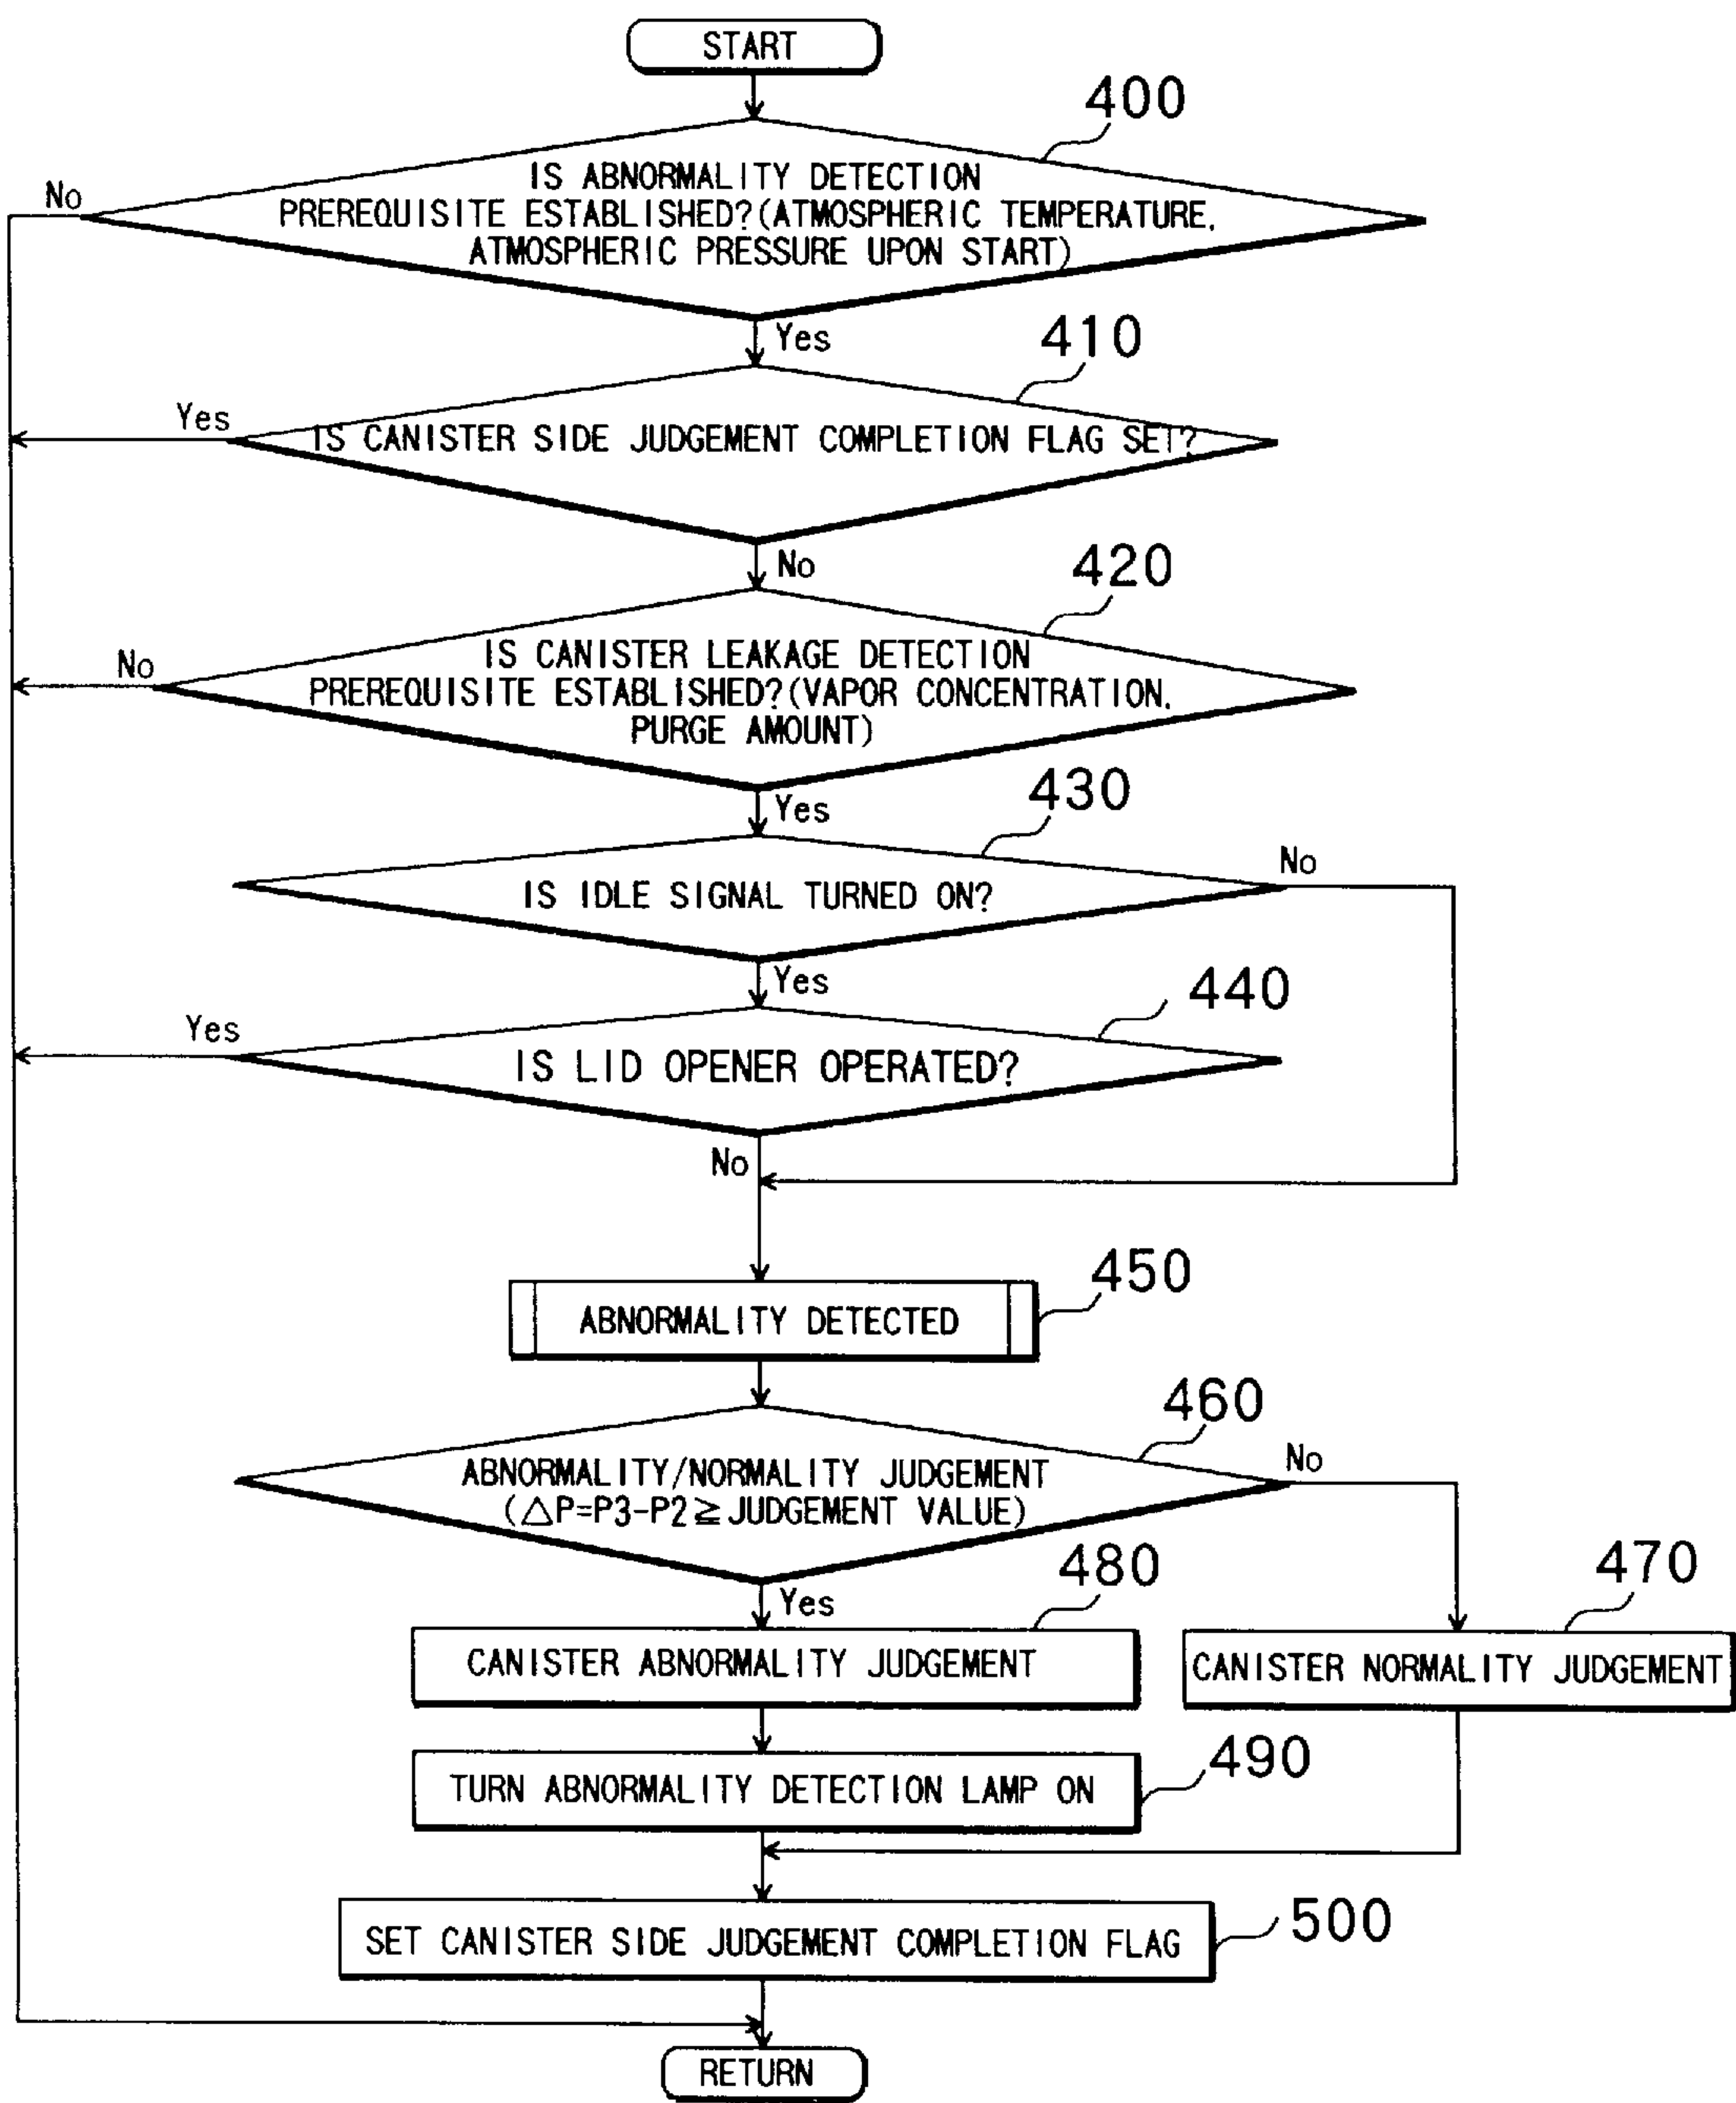 START
400
IS ABNORMALITY DETECTION
PREREQUISITE ESTABLISHED?(ATMOSPHERIC TEMPERATURE,
ATMOSPHERIC PRESSURE UPON START)
No
Yes
410
IS CANISTER SIDE JUDGEMENT COMPLETION FLAG SET?
Yes
No
420
IS CANISTER LEAKAGE DETECTION
PREREQUISITE ESTABLISHED?(VAPOR CONCENTRATION,
PURGE AMOUNT)
No
Yes
430
IS IDLE SIGNAL TURNED ON?
No
Yes
440
IS LID OPENER OPERATED?
Yes
No
450
ABNORMALITY DETECTED
460
ABNORMALITY/NORMALITY JUDGEMENT
(△P=P3-P2≧JUDGEMENT VALUE)
No
Yes
480
CANISTER ABNORMALITY JUDGEMENT
470
CANISTER NORMALITY JUDGEMENT
490
TURN ABNORMALITY DETECTION LAMP ON
500
SET CANISTER SIDE JUDGEMENT COMPLETION FLAG
RETURN